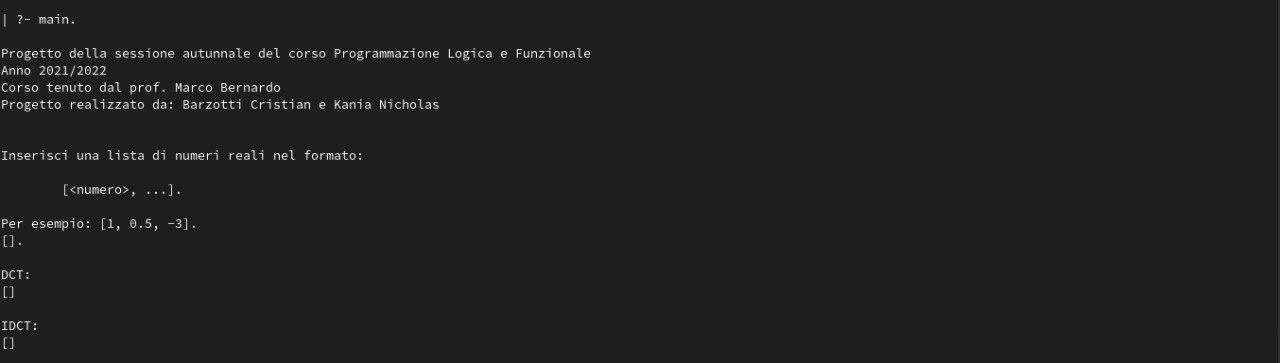 | ?- main.
Progetto della sessione autunnale del corso Programmazione Logica e Funzionale
Anno 2021/2022
Corso tenuto dal prof. Marco Bernardo
Progetto realizzato da: Barzotti Cristian e Kania Nicholas
Inserisci una lista di numeri reali nel formato:
[<numero>, ...].
Per esempio: [1, 0.5, -3].
[].
DCT:
[]
IDCT:
[]